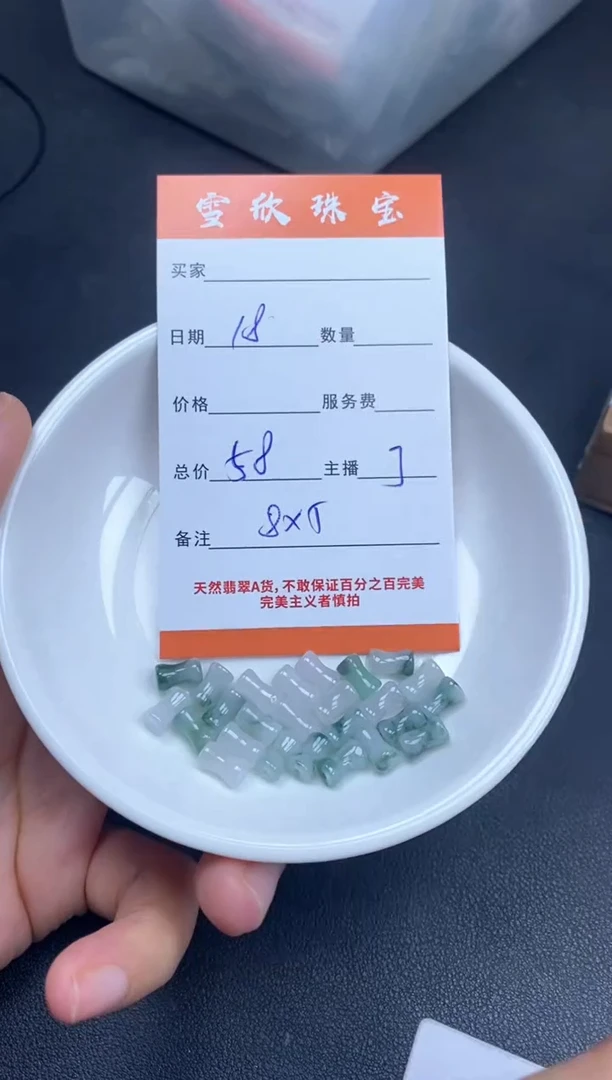 雪欣珠宝
买家
日期 18 数量
价格 服务费
总价 58 主播
备注 8×5
天然翡翠A货,不敢保证百分之百完美
完美主义者慎拍